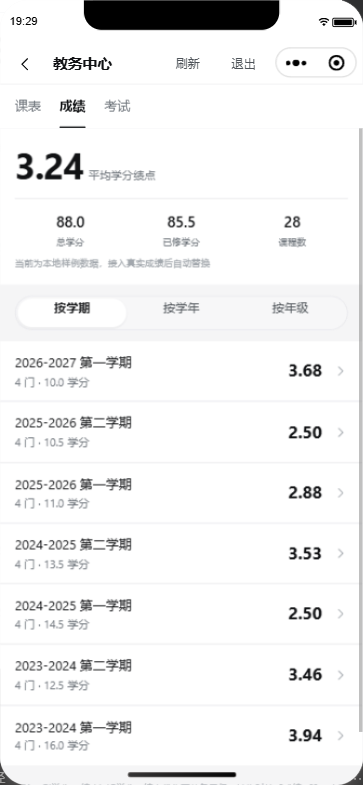 19:29
教务中心 刷新 退出
课表 成绩 考试
3.24 平均学分绩点
88.0 85.5 28
总学分 已修学分 课程数
当前为本地样例数据，接入真实成绩后自动替换
按学期 按学年 按年级
2026-2027 第一学期
4 门 · 10.0 学分
3.68
2025-2026 第二学期
4 门 · 10.5 学分
2.50
2025-2026 第一学期
4 门 · 11.0 学分
2.88
2024-2025 第二学期
4 门 · 13.5 学分
3.53
2024-2025 第一学期
4 门 · 14.5 学分
2.50
2023-2024 第二学期
4 门 · 12.5 学分
3.46
2023-2024 第一学期
4 门 · 16.0 学分
3.94